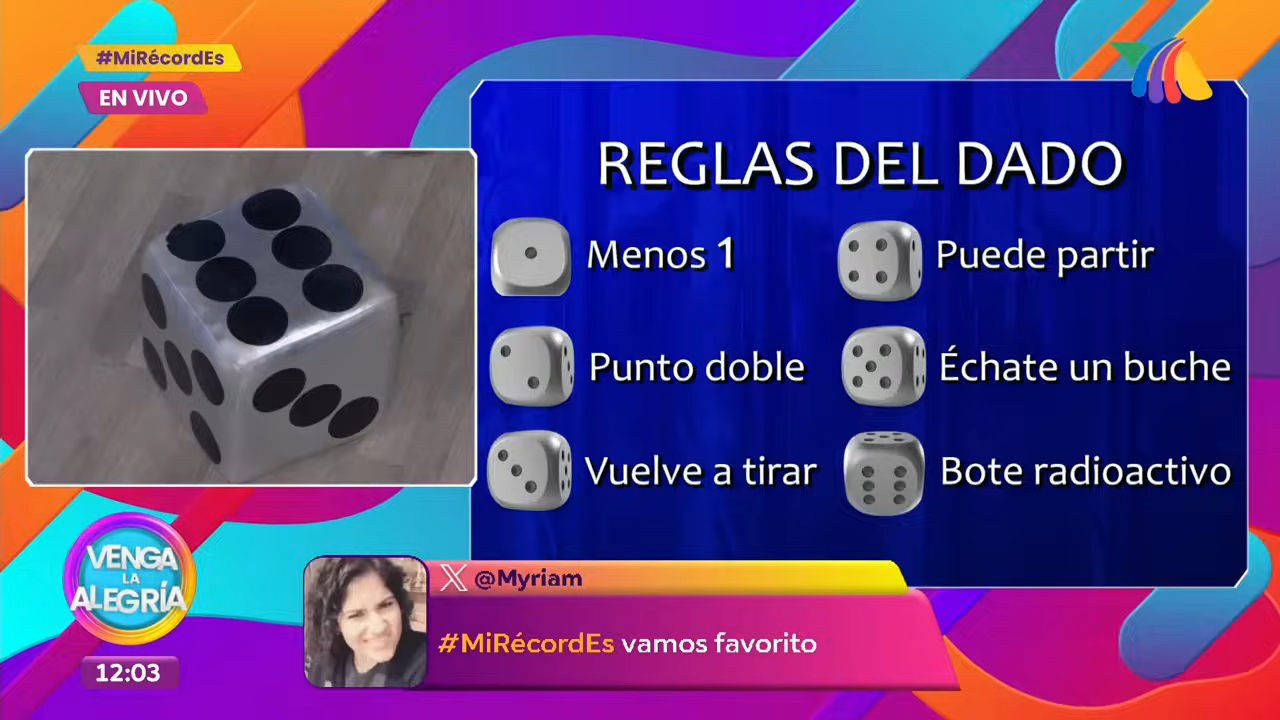 #MiRécordEs
EN VIVO
REGLAS DEL DADO
Menos 1
Puede partir
Punto doble
Échate un buche
Vuelve a tirar
Bote radioactivo
VENGA
LA
ALEGRÍA
X @Myriam
#MiRécordEs vamos favorito
12:03